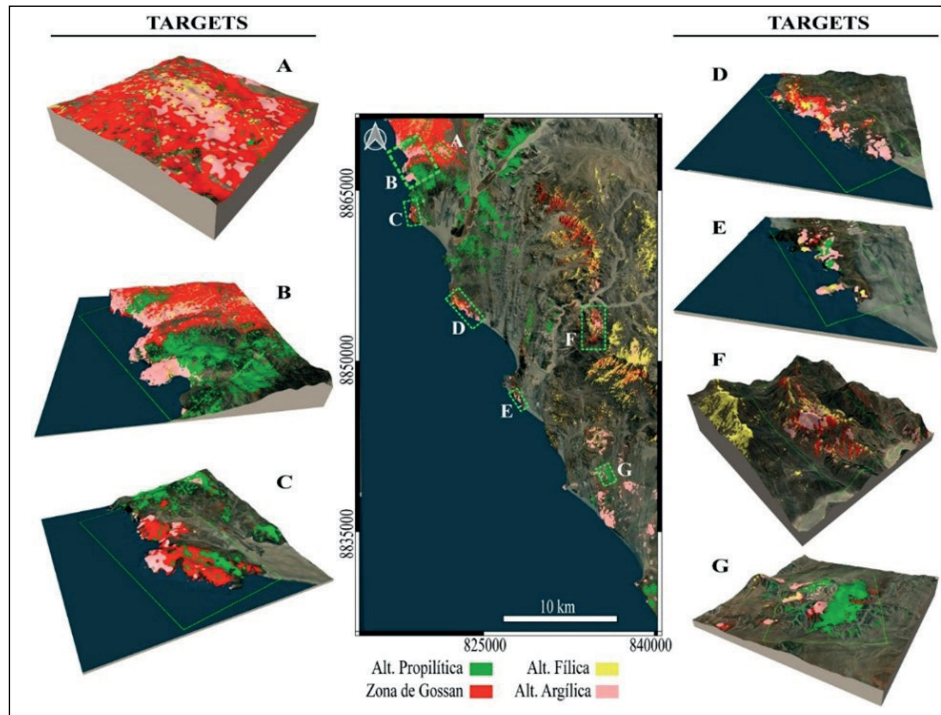 TARGETS
A
B
C
TARGETS
D
E
F
G
A
B
C
D
E
F
G
8865000
8850000
8835000
10 km
825000
840000
Alt. Propilítica
Alt. Fílica
Zona de Gossan
Alt. Argílica